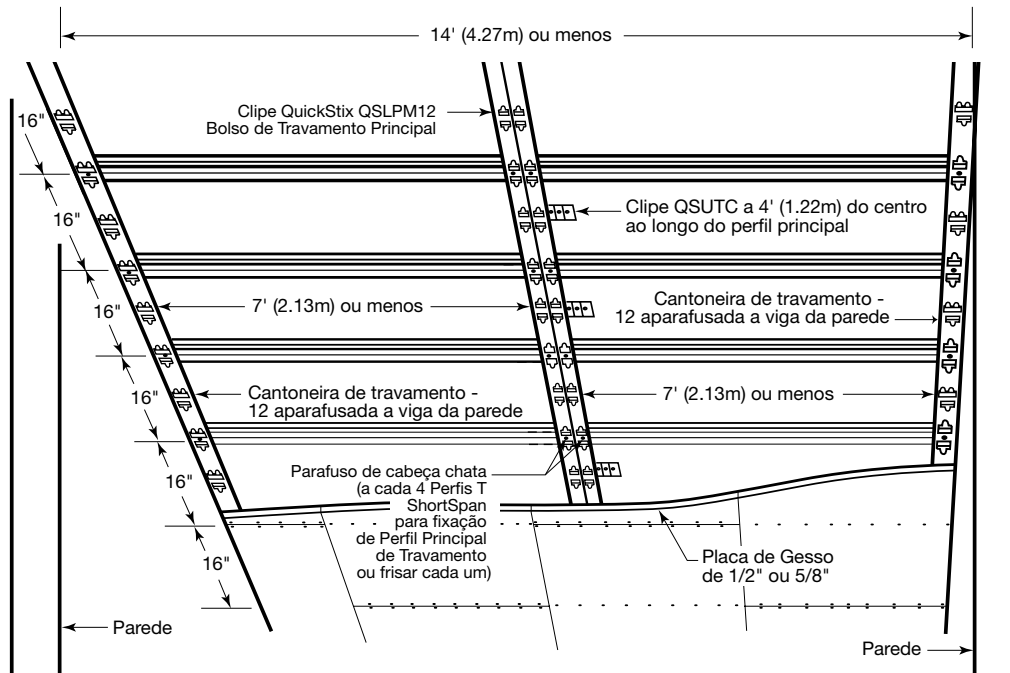 14' (4.27m) ou menos
Clipe QuickStix QSLPM12
Bolso de Travamento Principal
16"
16"
Clipe QSUTC a 4' (1.22m) do centro
ao longo do perfil principal
7' (2.13m) ou menos
Cantoneira de travamento -
12 aparafusada a viga da parede
16"
16"
Cantoneira de travamento -
12 aparafusada a viga da parede
7' (2.13m) ou menos
Parafuso de cabeça chata
(a cada 4 Perfis T
ShortSpan
para fixação
de Perfil Principal
de Travamento
ou frisar cada um)
16"
16"
Placa de Gesso
de 1/2" ou 5/8"
Parede
Parede